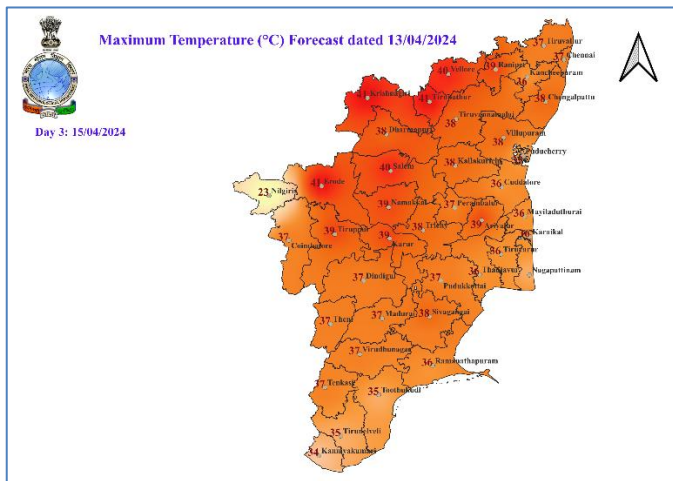 Maximum Temperature (°C) Forecast dated 13/04/2024
Day 3: 15/04/2024
37 Tiruvallur
37 Chennai
39 Ranipet
40 Vellore
36 Kancheepuram
41 Krishnagiri
41 Tirupathur
38 Chengalpattu
38 Tiruvannamalai
38 Dharmapuri
38 Villupuram
Puducherry
40 Salem
38 Kallakurichi
41 Erode
23 Nilgiris
36 Cuddalore
39 Namakkal
37 Perambalur
36 Mayiladuthurai
39 Ariyalur
39 Tiruppur
38 Trichy
36 Karaikal
37 Coimbatore
39 Karur
36 Tiruvarur
36 Thanjavur
Nagapattinam
37 Dindigul
37 Pudukkottai
37 Theni
37 Madurai
38 Sivagangai
37 Virudhunagar
36 Ramanathapuram
37 Tenkasi
35 Toothukudi
35 Tirunelveli
34 Kanniyakumari